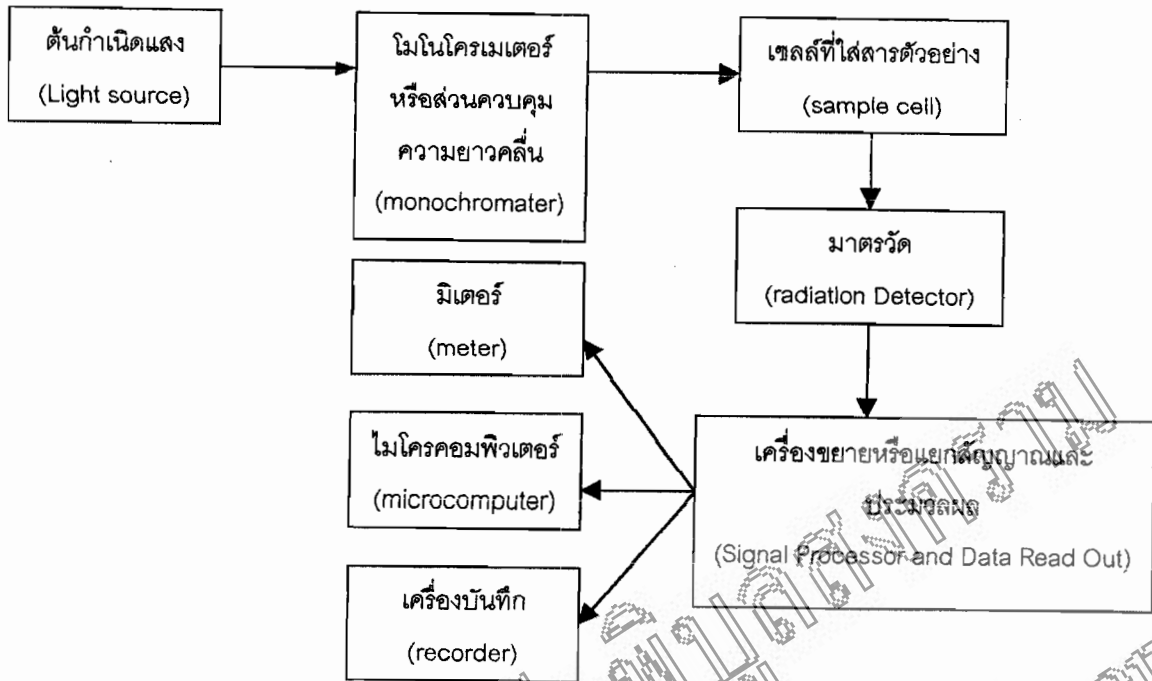 ต้นกำเนิดแสง
(Light source)
โมโนโครเมเตอร์
หรือส่วนควบคุม
ความยาวคลื่น
(monochromater)
เซลล์ที่ใส่สารตัวอย่าง
(sample cell)
มาตรวัด
(radiation Detector)
มิเตอร์
(meter)
ไมโครคอมพิวเตอร์
(microcomputer)
เครื่องขยายหรือแยกสัญญาณและ
ประมวลผล
(Signal Processor and Data Read Out)
เครื่องบันทึก
(recorder)